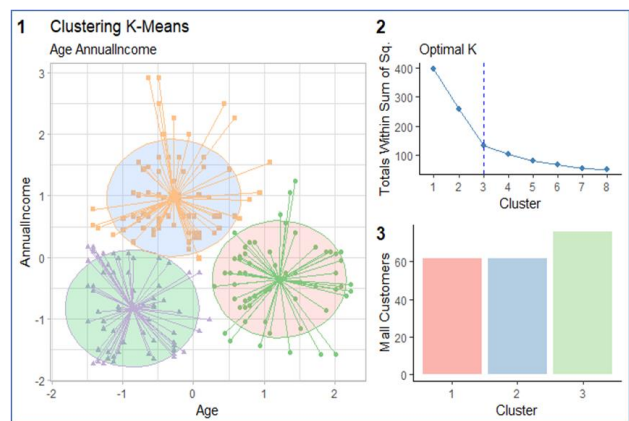 1 Clustering K-Means
Age AnnualIncome
3
2
1
0
-1
-2
AnnualIncome
-2 -1 0 1 2
Age
2
Optimal K
400
300
200
100
Totals Within Sum of Sq.
1 2 3 4 5 6 7 8
Cluster
3
60
40
20
0
Mall Customers
1 2 3
Cluster